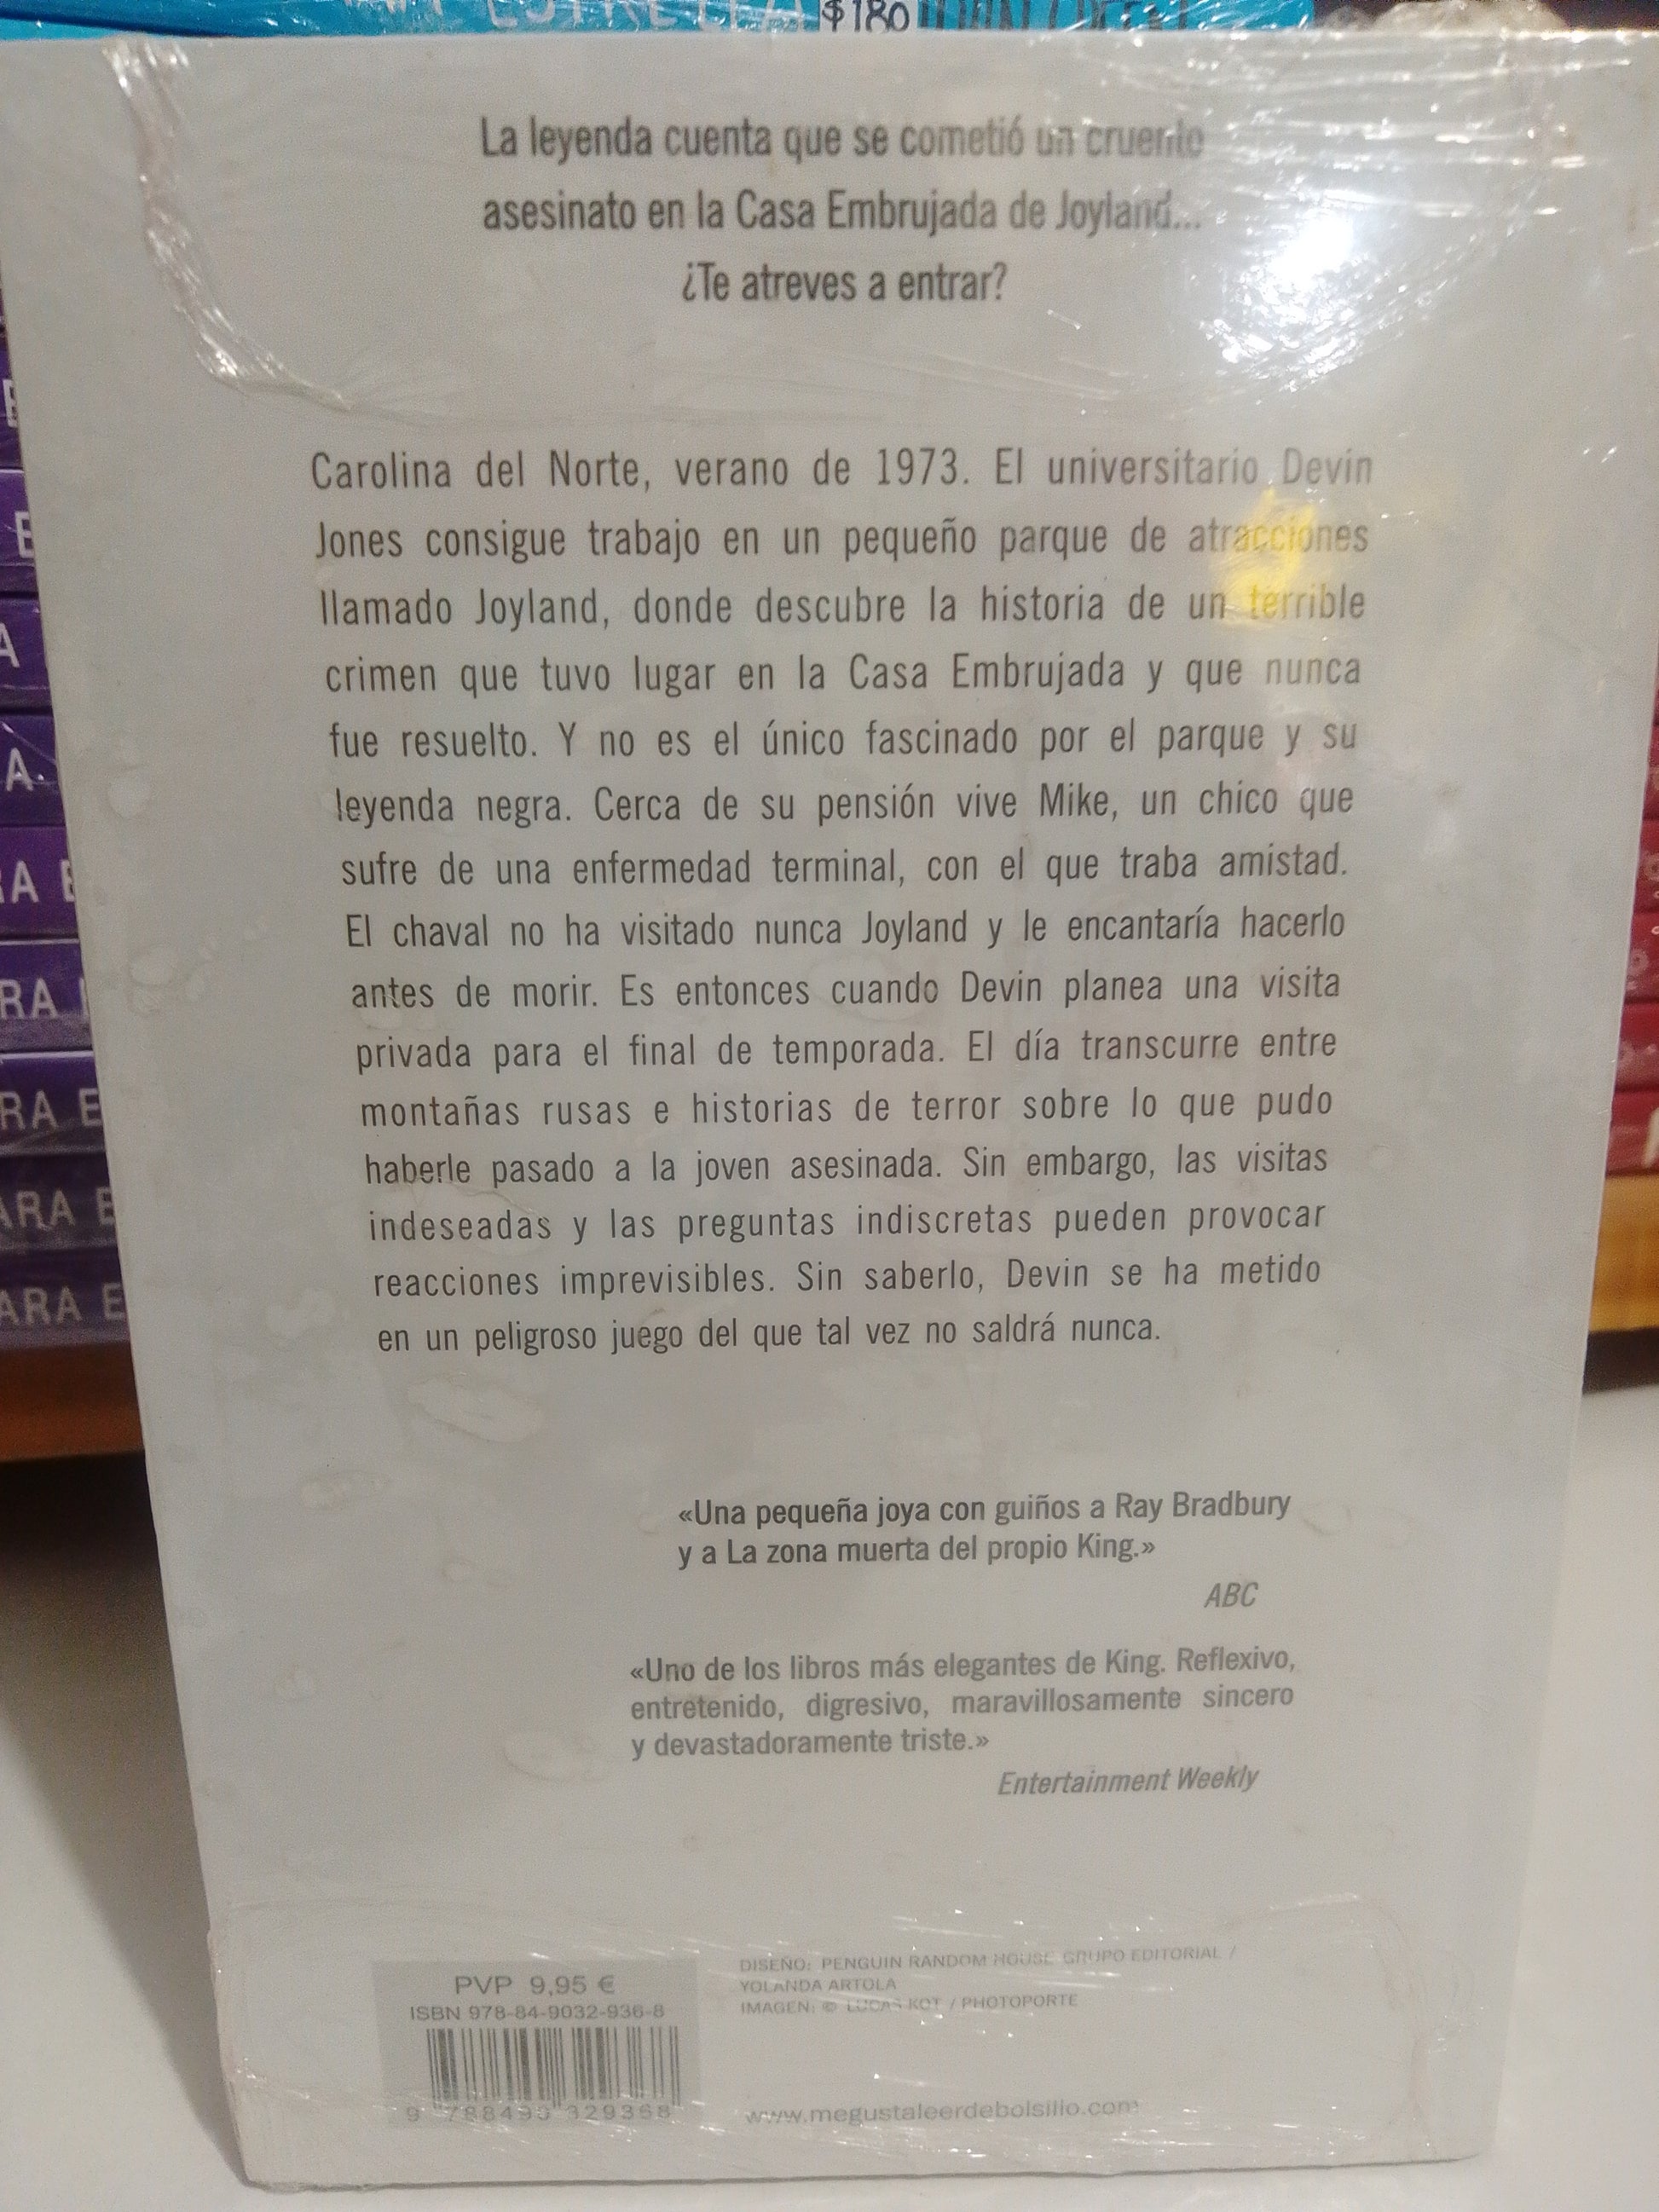 $180
La leyenda cuenta que se cometió un cruento
asesinato en la Casa Embrujada de Joyland...
¿Te atreves a entrar?
Carolina del Norte, verano de 1973. El universitario Devin
Jones consigue trabajo en un pequeño parque de atracciones
llamado Joyland, donde descubre la historia de un terrible
crimen que tuvo lugar en la Casa Embrujada y que nunca
fue resuelto. Y no es el único fascinado por el parque y su
leyenda negra. Cerca de su pensión vive Mike, un chico que
sufre de una enfermedad terminal, con el que traba amistad.
El chaval no ha visitado nunca Joyland y le encantaría hacerlo
antes de morir. Es entonces cuando Devin planea una visita
privada para el final de temporada. El día transcurre entre
montañas rusas e historias de terror sobre lo que pudo
haberle pasado a la joven asesinada. Sin embargo, las visitas
indeseadas y las preguntas indiscretas pueden provocar
reacciones imprevisibles. Sin saberlo, Devin se ha metido
en un peligroso juego del que tal vez no saldrá nunca.
«Una pequeña joya con guiños a Ray Bradbury
y a La zona muerta del propio King.»
ABC
«Uno de los libros más elegantes de King. Reflexivo,
entretenido, digresivo, maravillosamente sincero
y devastadoramente triste.»
Entertainment Weekly
PVP 9,95 €
ISBN 978-84-9032-936-8
9 788490 329368
DISEÑO: PENGUIN RANDOM HOUSE GRUPO EDITORIAL /
YOLANDA ARTOLA
IMAGEN: © LUCAS KOT / PHOTOPORTE
www.megustaleerdebolsillo.com